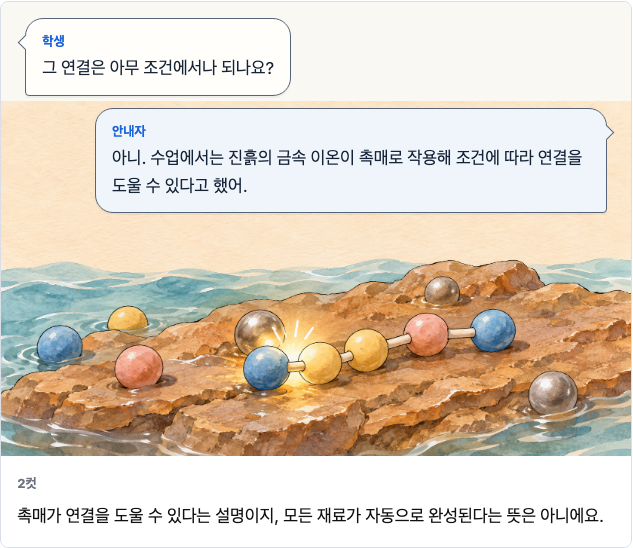 학생
그 연결은 아무 조건에서나 되나요?
안내자
아니. 수업에서는 진흙의 금속 이온이 촉매로 작용해 조건에 따라 연결을
도울 수 있다고 했어.
2컷
촉매가 연결을 도울 수 있다는 설명이지, 모든 재료가 자동으로 완성된다는 뜻은 아니에요.